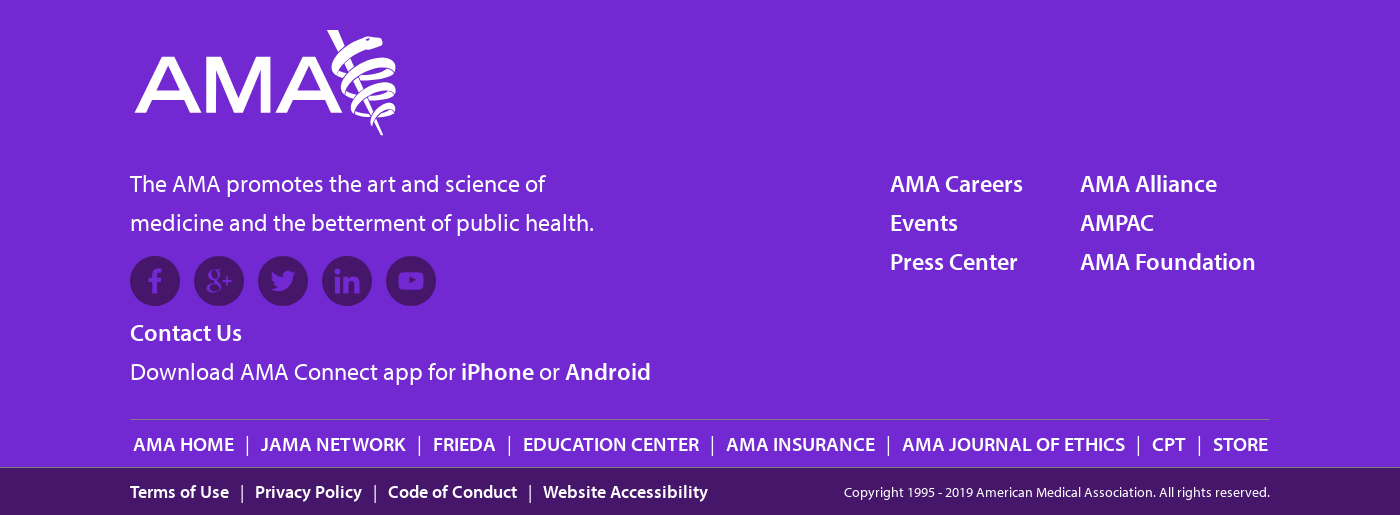 AMA
The AMA promotes the art and science of
medicine and the betterment of public health.
Contact Us
Download AMA Connect app for iPhone or Android
AMA Careers
Events
Press Center
AMA Alliance
AMPAC
AMA Foundation
AMA HOME | JAMA NETWORK | FRIEDA | EDUCATION CENTER | AMA INSURANCE | AMA JOURNAL OF ETHICS | CPT | STORE
Terms of Use | Privacy Policy | Code of Conduct | Website Accessibility
Copyright 1995 - 2019 American Medical Association. All rights reserved.